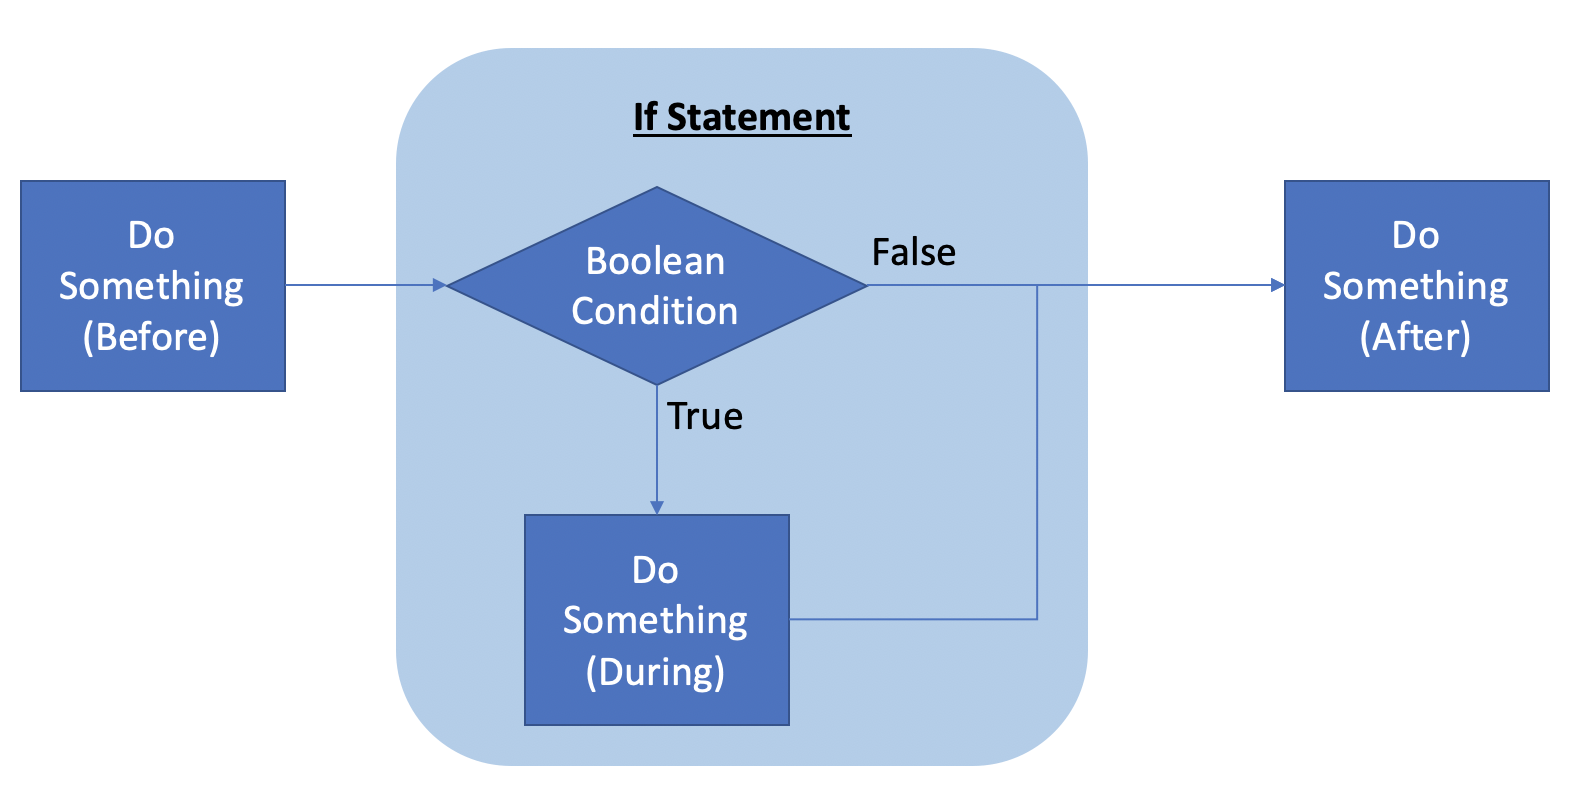 If Statement
Do
Something
(Before)
Boolean
Condition
False
True
Do
Something
(During)
Do
Something
(After)